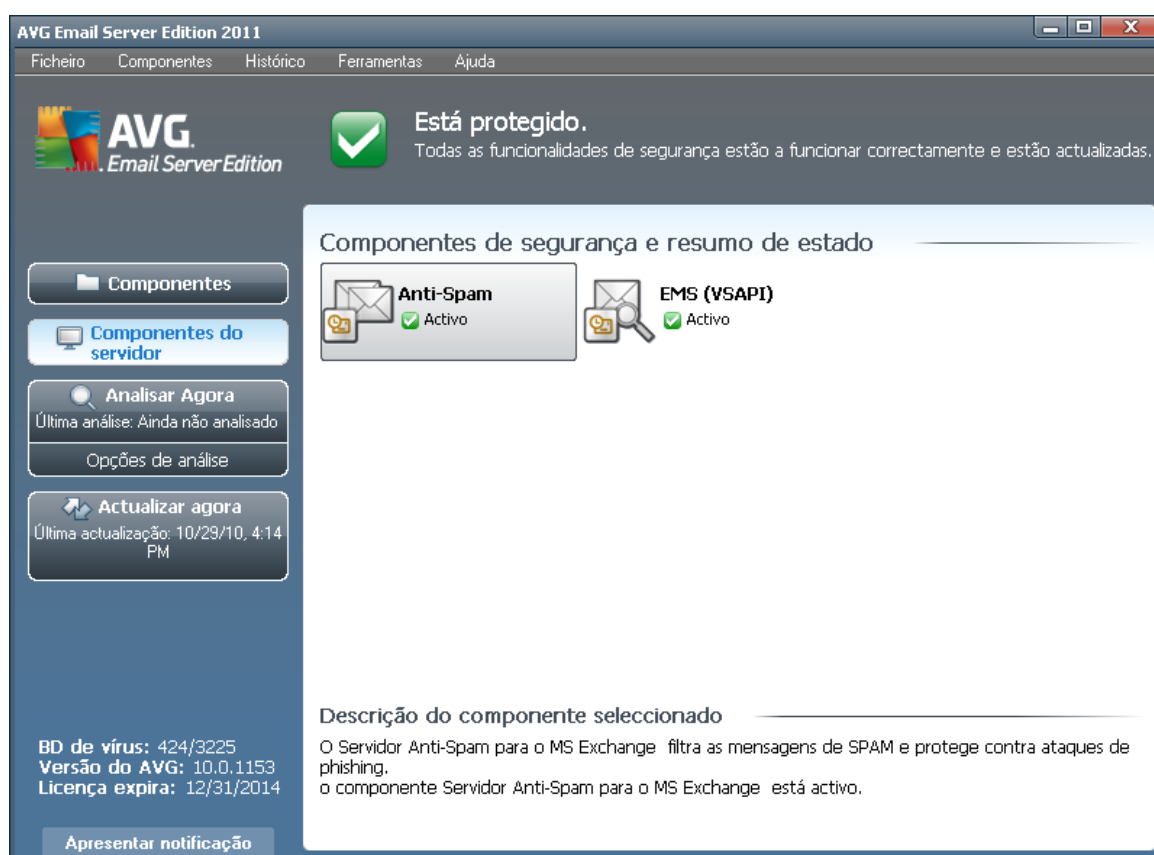 AVG Email Server Edition 2011
Ficheiro Componentes Histórico Ferramentas Ajuda
AVG.
Email Server Edition
Está protegido.
Todas as funcionalidades de segurança estão a funcionar correctamente e estão actualizadas.
Componentes
Componentes do
servidor
Analisar Agora
Última análise: Ainda não analisado
Opções de análise
Actualizar agora
Última actualização: 10/29/10, 4:14
PM
BD de vírus: 424/3225
Versão do AVG: 10.0.1153
Licença expira: 12/31/2014
Apresentar notificação
Componentes de segurança e resumo de estado
Anti-Spam
Activo
EMS (VSAPI)
Activo
Descrição do componente seleccionado
O Servidor Anti-Spam para o MS Exchange filtra as mensagens de SPAM e protege contra ataques de
phishing.
o componente Servidor Anti-Spam para o MS Exchange está activo.